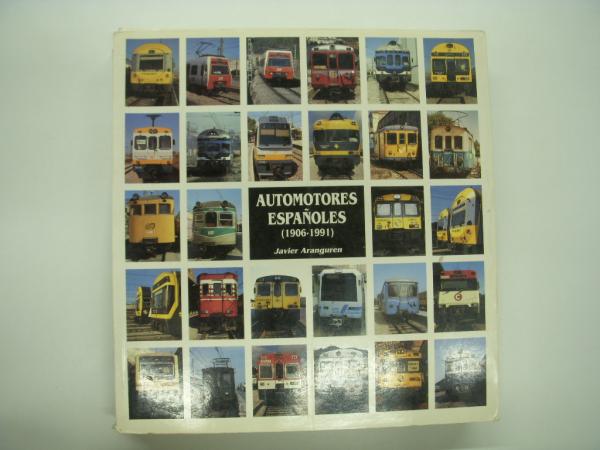 AUTOMOTORES
ESPAÑOLES
(1906-1991)
Javier Aranguren